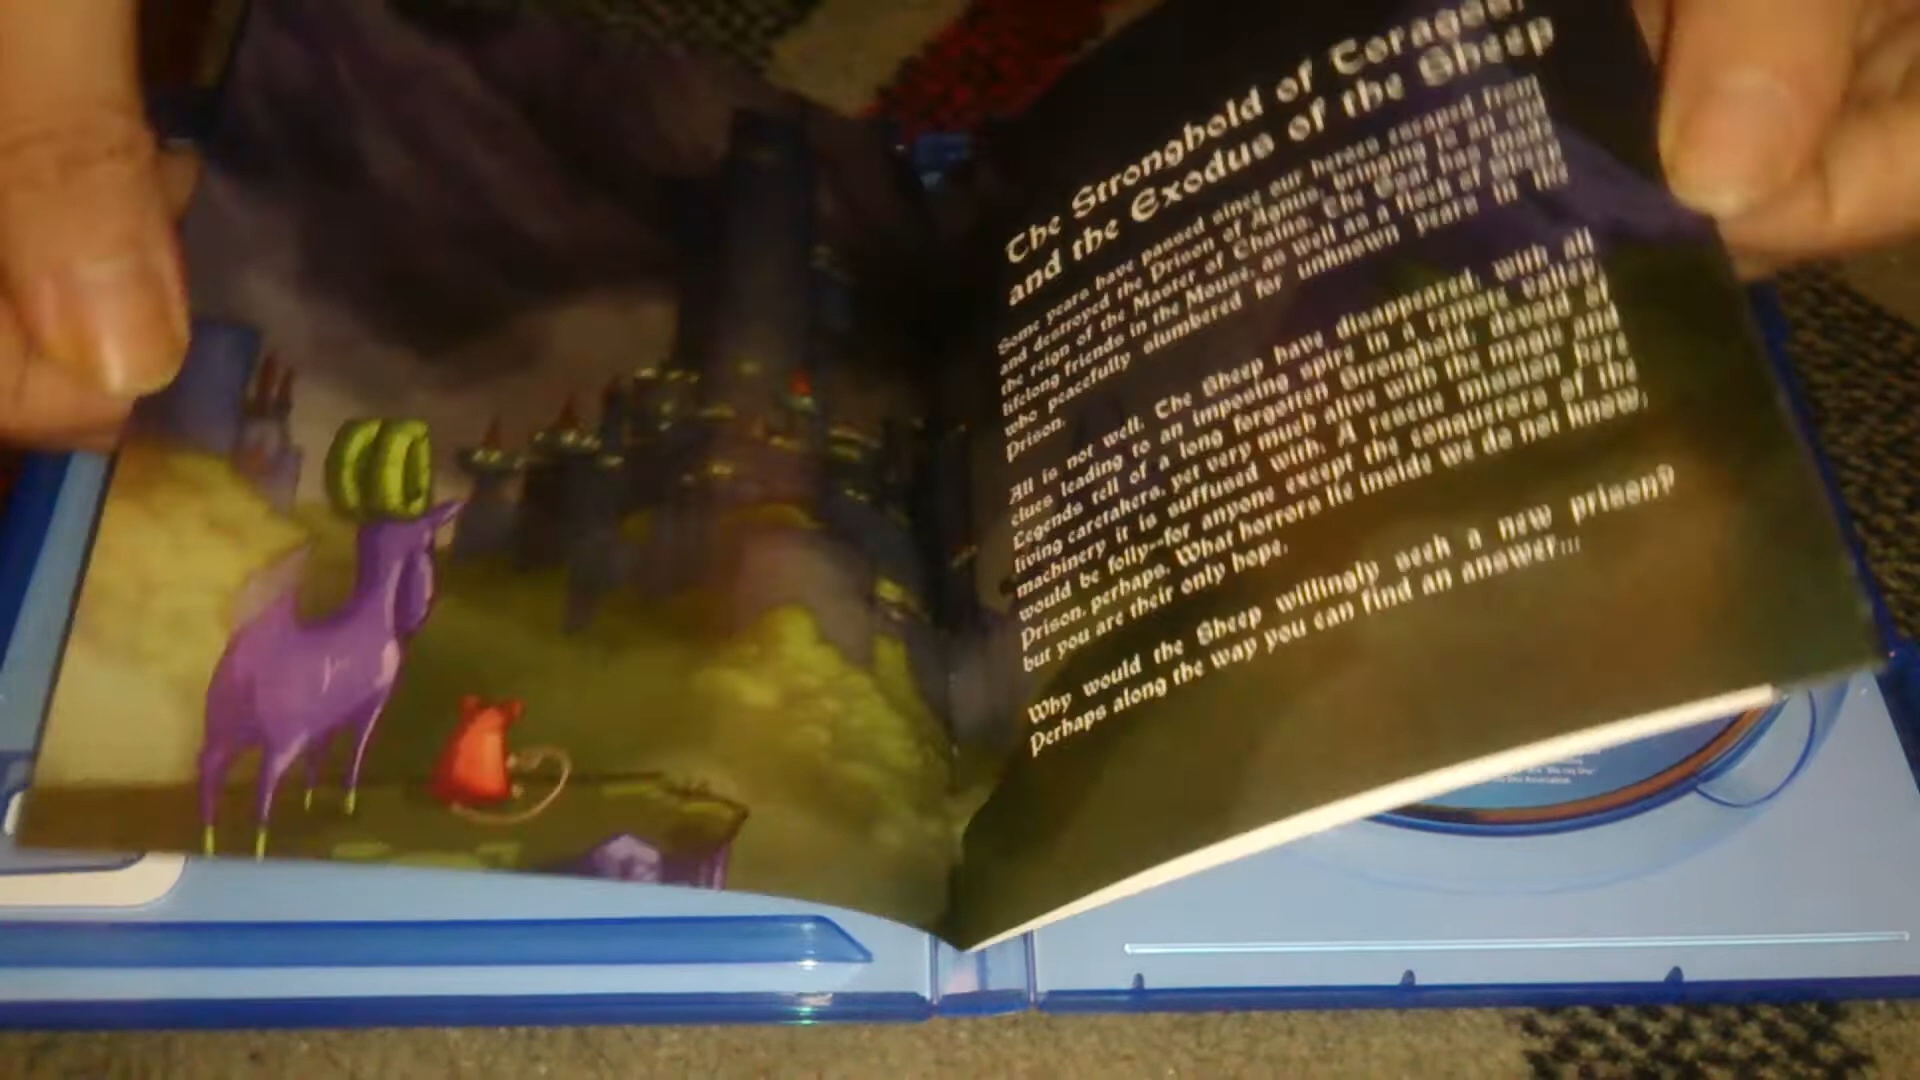 The Stronghold of Toragon,
and the Exodus of the Sheep
Some years have passed since our heroes escaped from
and destroyed the Prison of Agnus, bringing to an end
the reign of the Master of Chains. The Goat has made
lifelong friends in the Mouse, as well as a flock of Sheep
who peacefully slumbered for unknown years in the
Prison.
All is not well. The Sheep have disappeared, with all
clues leading to an imposing spire in a remote valley.
Legends tell of a long forgotten Stronghold, devoid of
living caretakers, yet very much alive with the magic and
machinery it is suffused with. A rescue mission here
would be folly--for anyone except the conquerors of the
Prison, perhaps. What horrors lie inside we do not know,
but you are their only hope.
Why would the Sheep willingly seek a new prison?
Perhaps along the way you can find an answer...